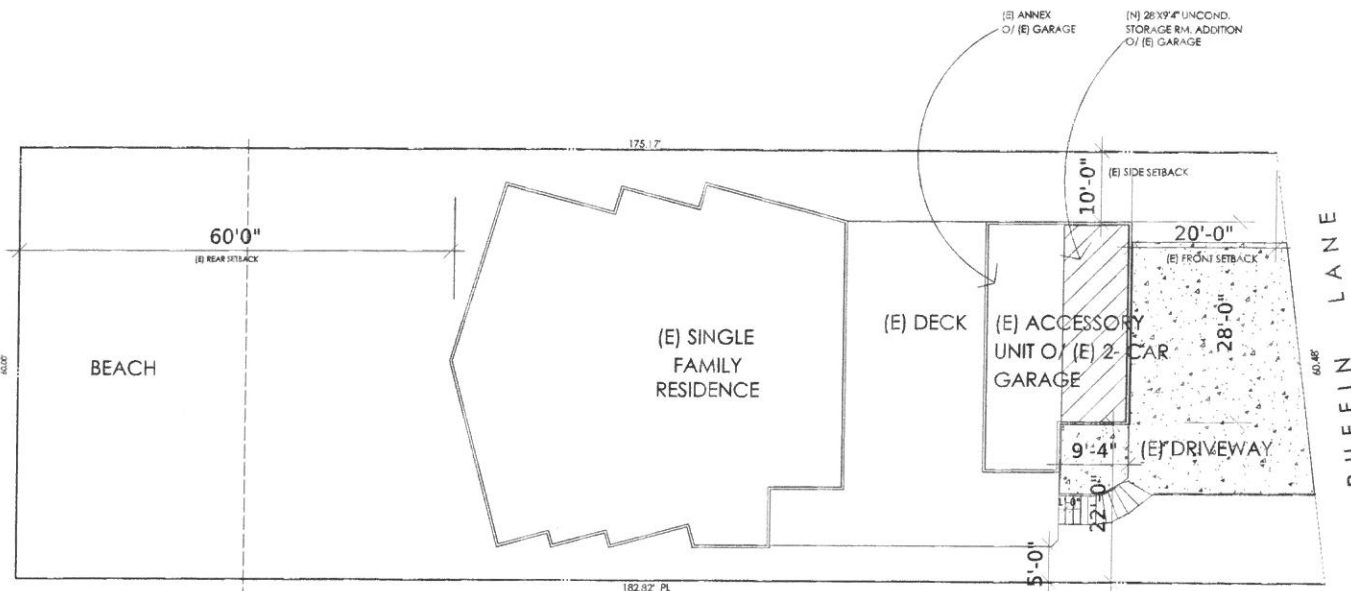 (E) ANNEX
O/ (E) GARAGE
(N) 28'X9'4" UNCOND.
STORAGE RM. ADDITION
O/ (E) GARAGE
175.17'
(E) SIDE SETBACK
10'-0"
60'0"
(E) REAR SETBACK
20'-0"
(E) FRONT SETBACK
LANE
28'-0"
(E) SINGLE
FAMILY
RESIDENCE
(E) DECK
(E) ACCESSORY
UNIT O/ (E) 2- CAR
GARAGE
BEACH
60.00'
60.48'
9'-4"
(E) DRIVEWAY
22'-0"
5'-0"
182.82' PL